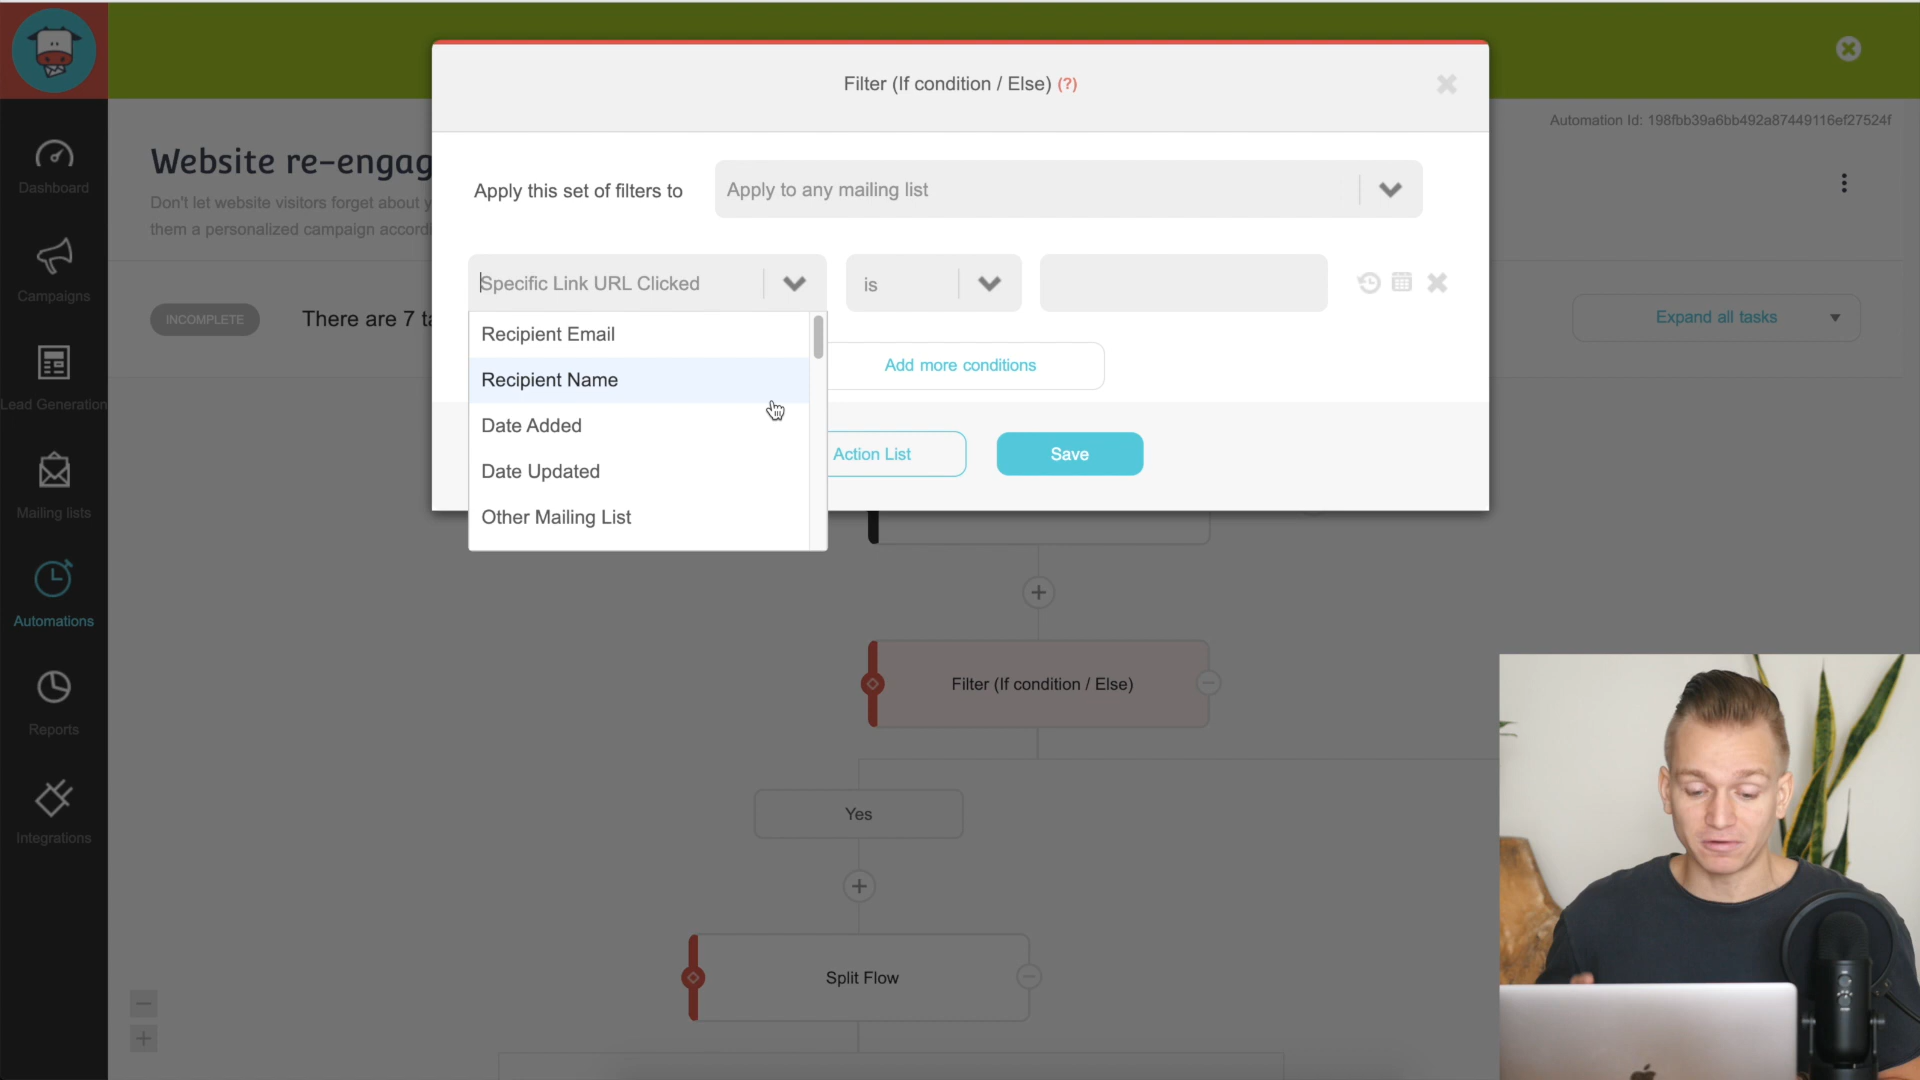 Filter (If condition / Else) (?)
Automation Id: 198fbb39a6bb492a87449116ef27524f
Website re-engag
Don't let website visitors forget about y
them a personalized campaign accordi
Apply this set of filters to
Apply to any mailing list
Specific Link URL Clicked
is
INCOMPLETE
There are 7 ta
Expand all tasks
Recipient Email
Recipient Name
Date Added
Date Updated
Other Mailing List
Add more conditions
Action List
Save
Dashboard
Campaigns
Lead Generation
Mailing lists
Automations
Reports
Integrations
Filter (If condition / Else)
Yes
Split Flow